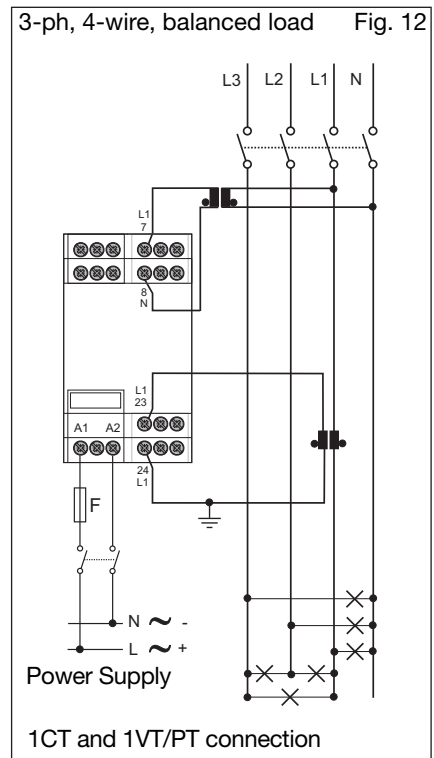 3-ph, 4-wire, balanced load Fig. 12
L3 L2 L1 N
L1
7
8
N
L1
23
A1 A2
24
L1
F
N ~ -
L ~ +
Power Supply
1CT and 1VT/PT connection